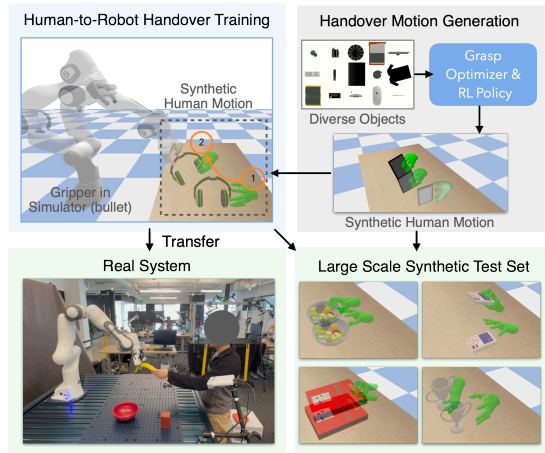 Human-to-Robot Handover Training
Synthetic
Human Motion
2
1
Gripper in
Simulator (bullet)
Handover Motion Generation
Grasp
Optimizer &
RL Policy
Diverse Objects
Synthetic Human Motion
Transfer
Real System
Large Scale Synthetic Test Set